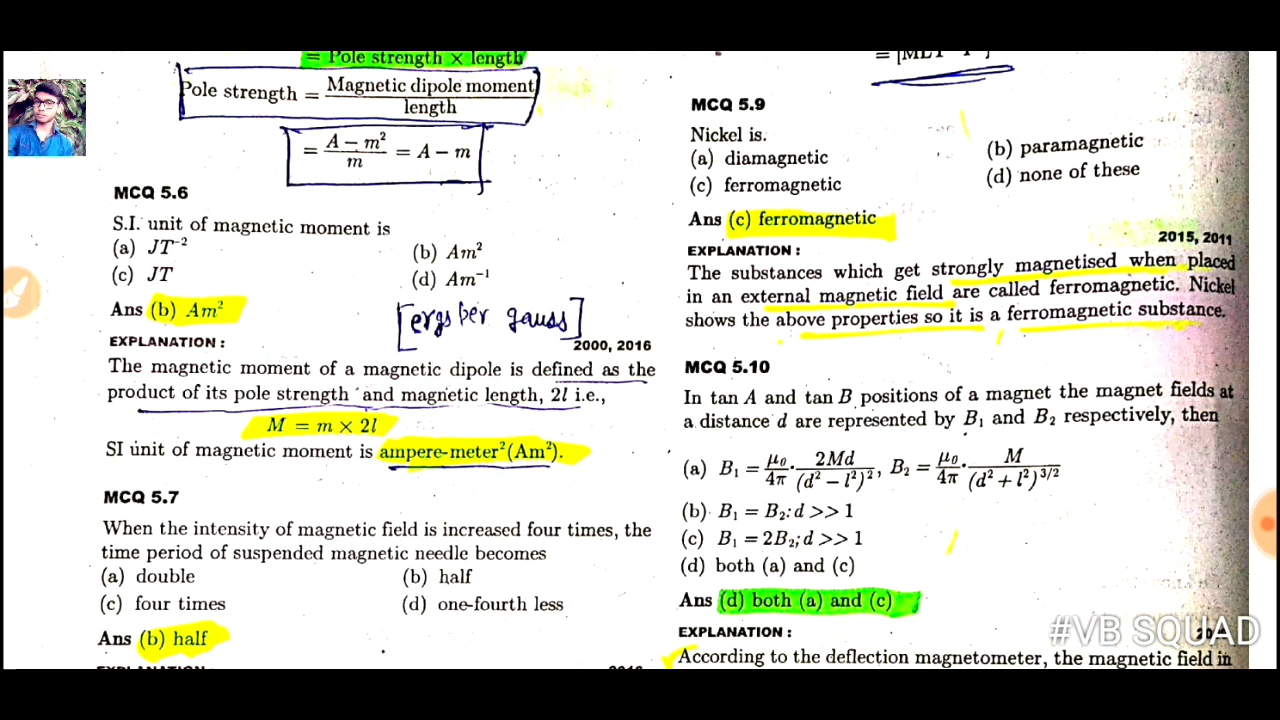 = Pole strength × length
Pole strength = Magnetic dipole moment / length
= A – m² / m = A – m
MCQ 5.6
S.I. unit of magnetic moment is
(a) JT⁻²
(b) Am²
(c) JT
(d) Am⁻¹
Ans (b) Am²
[ergs per gauss]
EXPLANATION :
2000, 2016
The magnetic moment of a magnetic dipole is defined as the
product of its pole strength and magnetic length, 2l i.e.,
M = m × 2l
SI unit of magnetic moment is ampere-meter² (Am²).
MCQ 5.7
When the intensity of magnetic field is increased four times, the
time period of suspended magnetic needle becomes
(a) double
(b) half
(c) four times
(d) one-fourth less
Ans (b) half
MCQ 5.9
Nickel is.
(a) diamagnetic
(b) paramagnetic
(c) ferromagnetic
(d) none of these
Ans (c) ferromagnetic
2015, 2011
EXPLANATION :
The substances which get strongly magnetised when placed
in an external magnetic field are called ferromagnetic. Nickel
shows the above properties so it is a ferromagnetic substance.
MCQ 5.10
In tan A and tan B positions of a magnet the magnet fields at
a distance d are represented by B₁ and B₂ respectively, then
(a) B₁ = μ₀/4π · 2Md/(d² – l²)², B₂ = μ₀/4π · M/(d² + l²)^3/2
(b) B₁ = B₂: d >> 1
(c) B₁ = 2B₂; d >> 1
(d) both (a) and (c)
Ans (d) both (a) and (c)
EXPLANATION :
#VB SQUAD
According to the deflection magnetometer, the magnetic field in